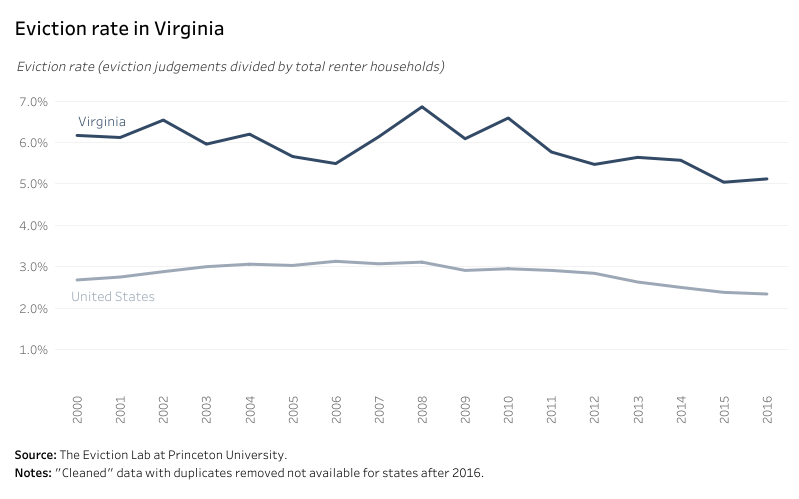 Eviction rate in Virginia
Eviction rate (eviction judgements divided by total renter households)
7.0%
Virginia
6.0%
5.0%
4.0%
3.0%
United States
2.0%
1.0%
2000 2001 2002 2003 2004 2005 2006 2007 2008 2009 2010 2011 2012 2013 2014 2015 2016
Source: The Eviction Lab at Princeton University.
Notes: "Cleaned" data with duplicates removed not available for states after 2016.